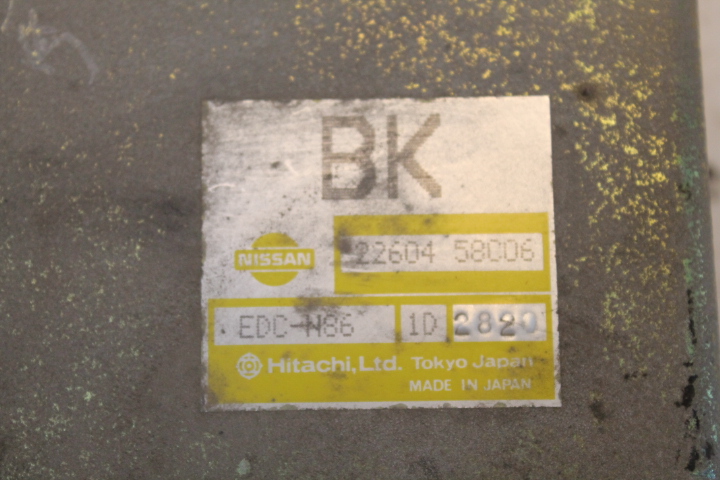 BK
NISSAN
22604 58C06
EDC-N86 1D 2820
Hitachi, Ltd. Tokyo Japan
MADE IN JAPAN